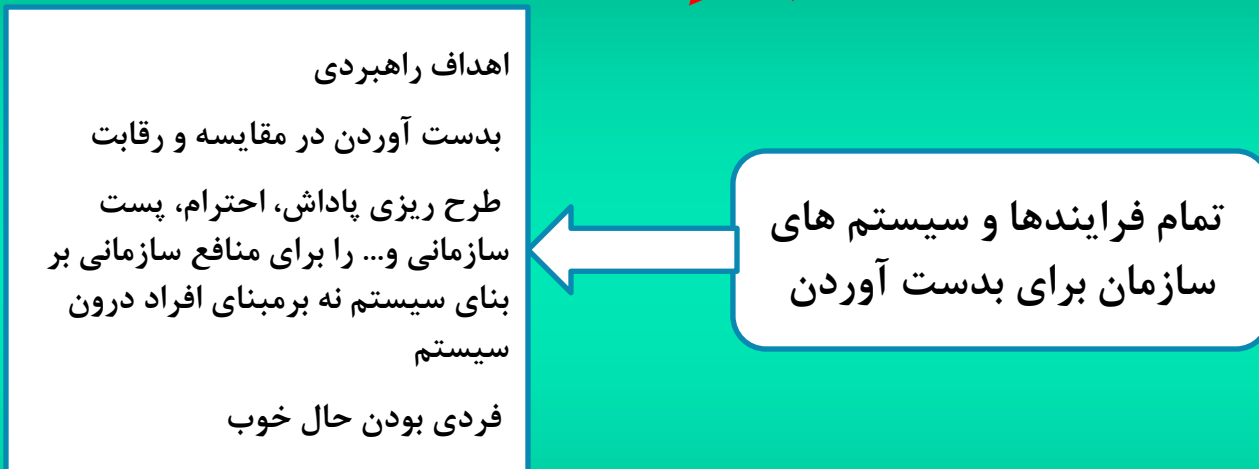 تمام فرایندها و سیستم های
سازمان برای بدست آوردن
اهداف راهبردی
بدست آوردن در مقایسه و رقابت
طرح ریزی پاداش، احترام، پست
سازمانی و... را برای منافع سازمانی بر
بنای سیستم نه برمبنای افراد درون
سیستم
فردی بودن حال خوب